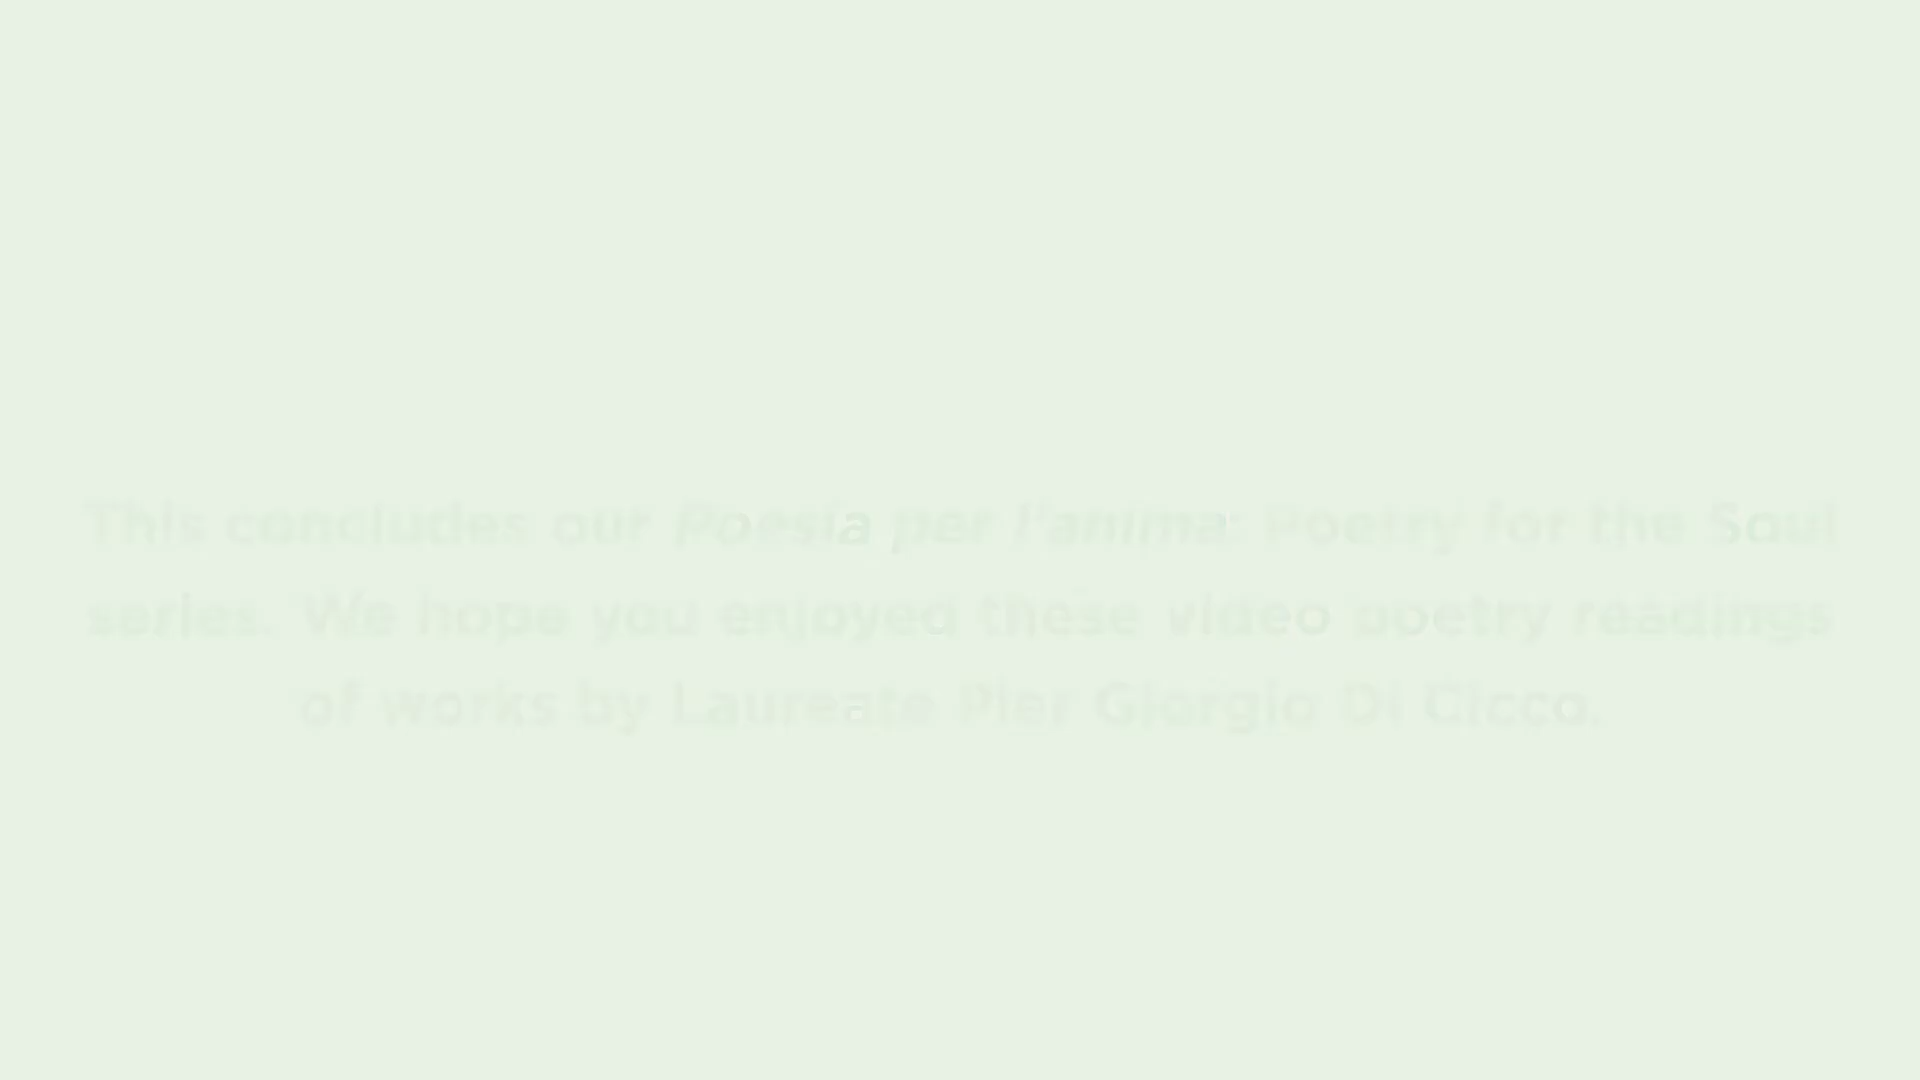 This concludes our Poesia per l'anima: Poetry for the Soul
series. We hope you enjoyed these video poetry readings
of works by Laureate Pier Giorgio Di Cicco.